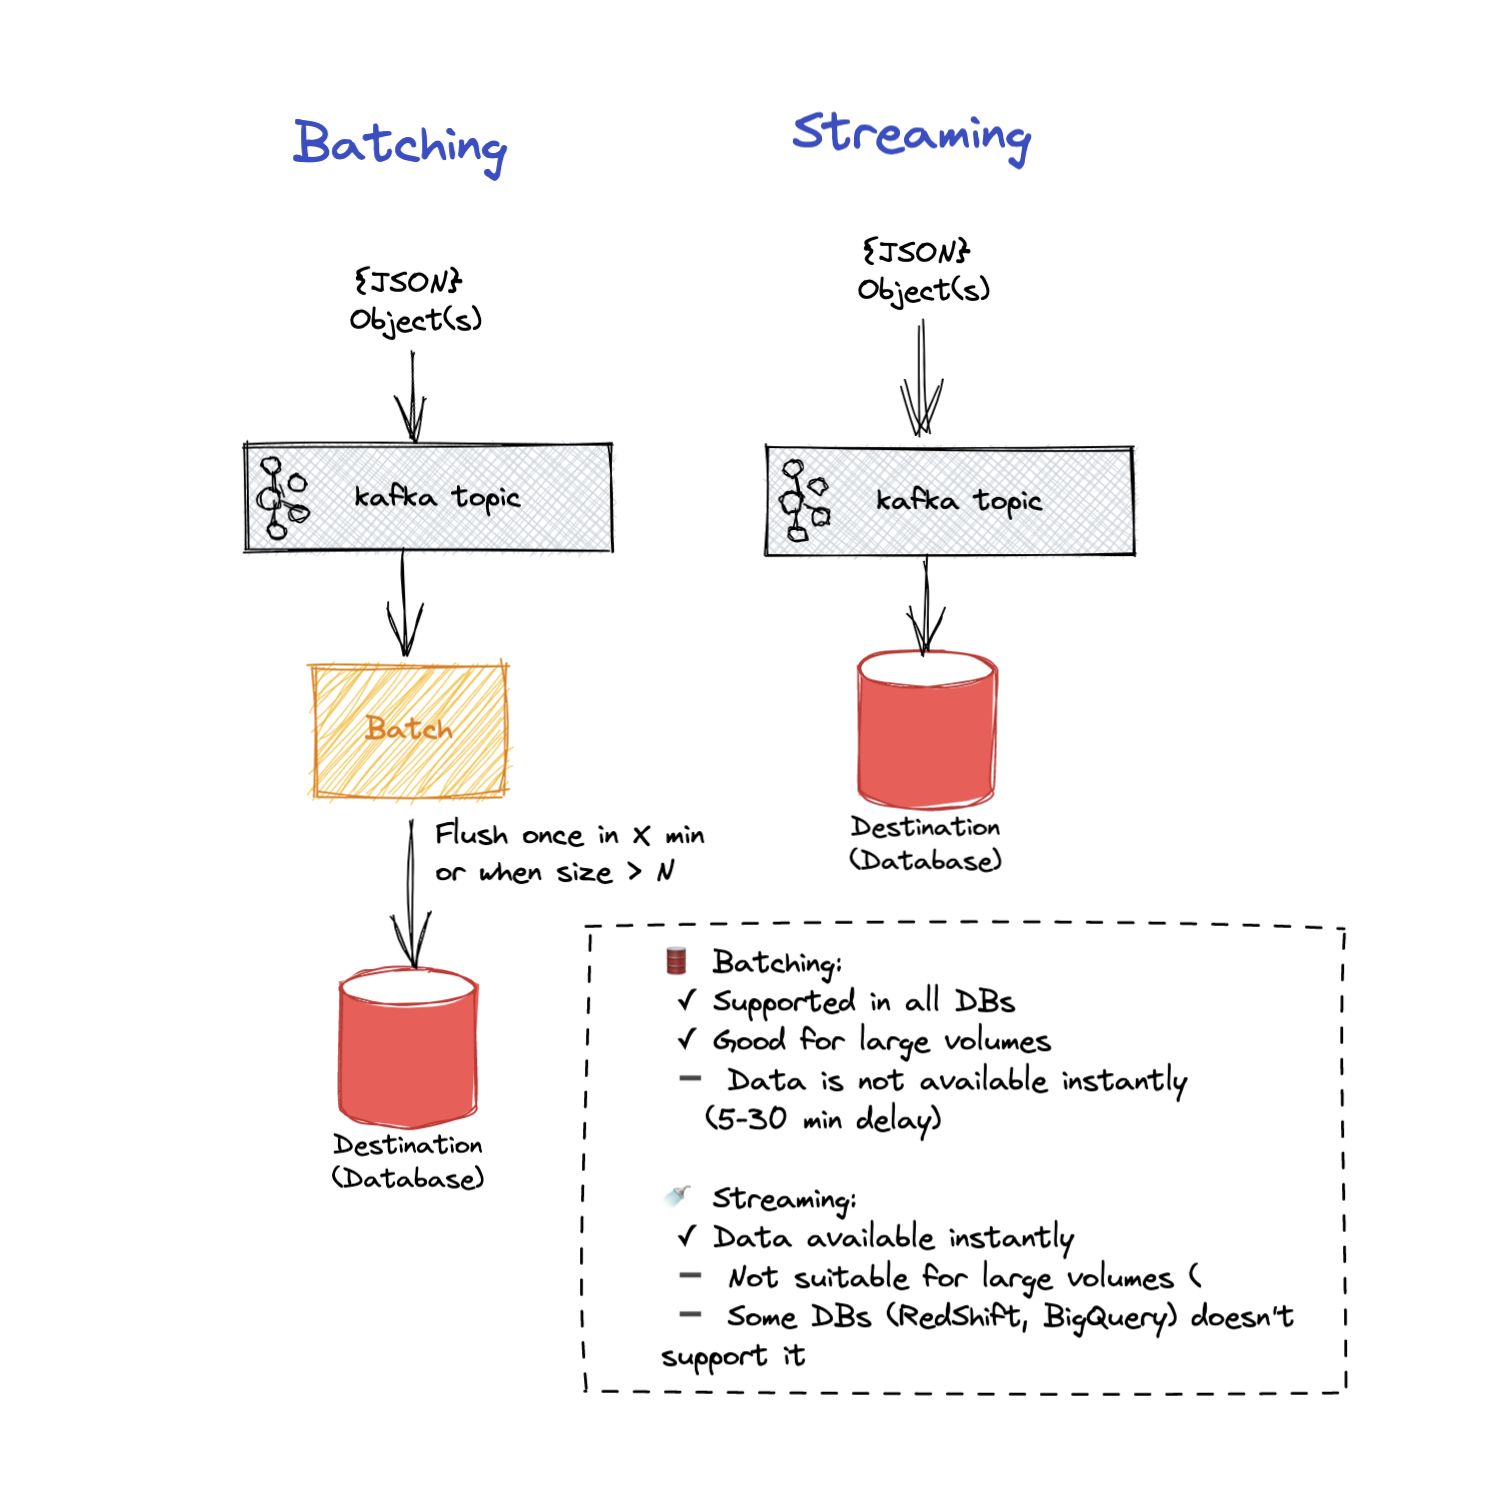 Batching
{JSON}
Object(s)
kafka topic
Batch
Flush once in X min
or when size > N
Destination
(Database)
Streaming
{JSON}
Object(s)
kafka topic
Destination
(Database)
Batching:
✓ Supported in all DBs
✓ Good for large volumes
— Data is not available instantly
(5-30 min delay)
Streaming:
✓ Data available instantly
— Not suitable for large volumes (
— Some DBs (RedShift, BigQuery) doesn't
support it